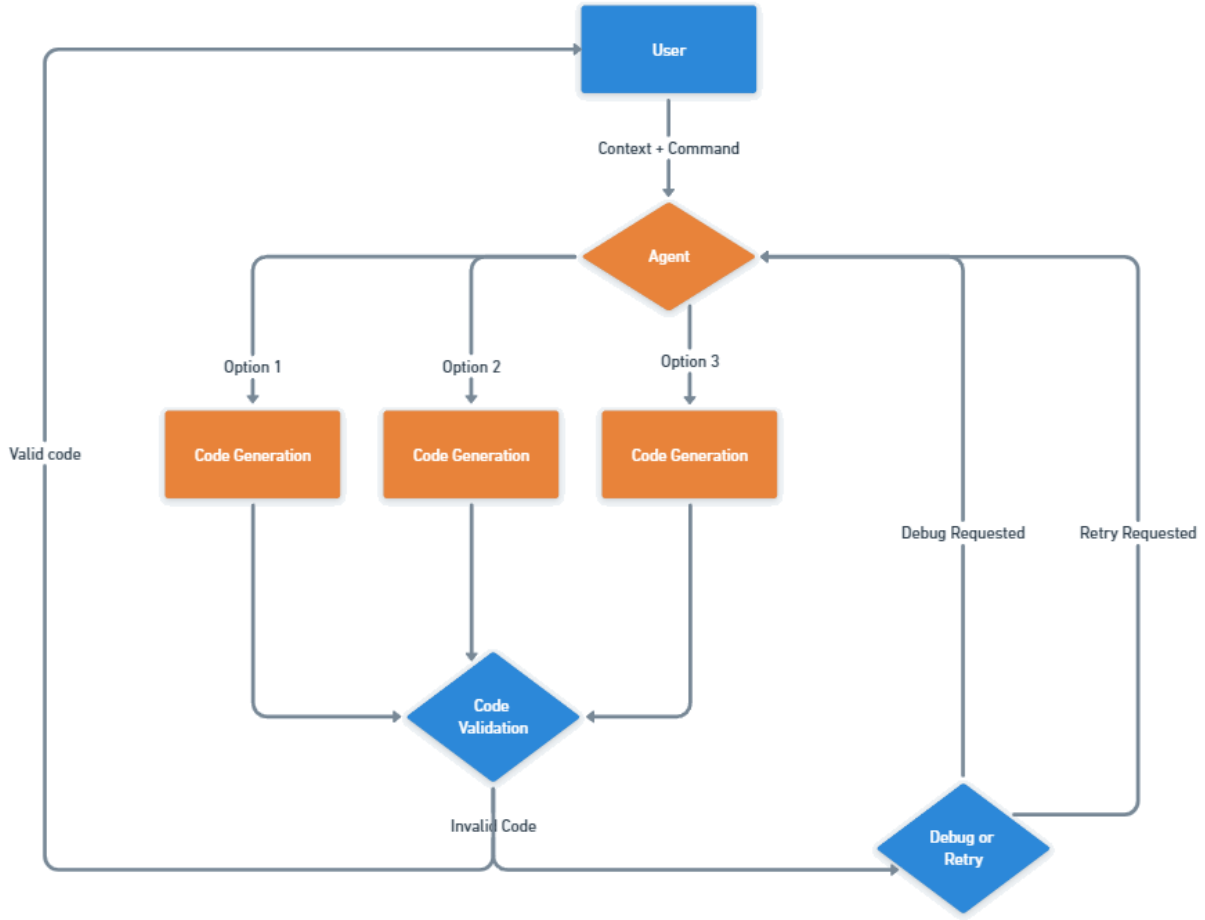 User
Context + Command
Agent
Option 1
Option 2
Option 3
Valid code
Code Generation
Code Generation
Code Generation
Debug Requested
Retry Requested
Code
Validation
Invalid Code
Debug or
Retry